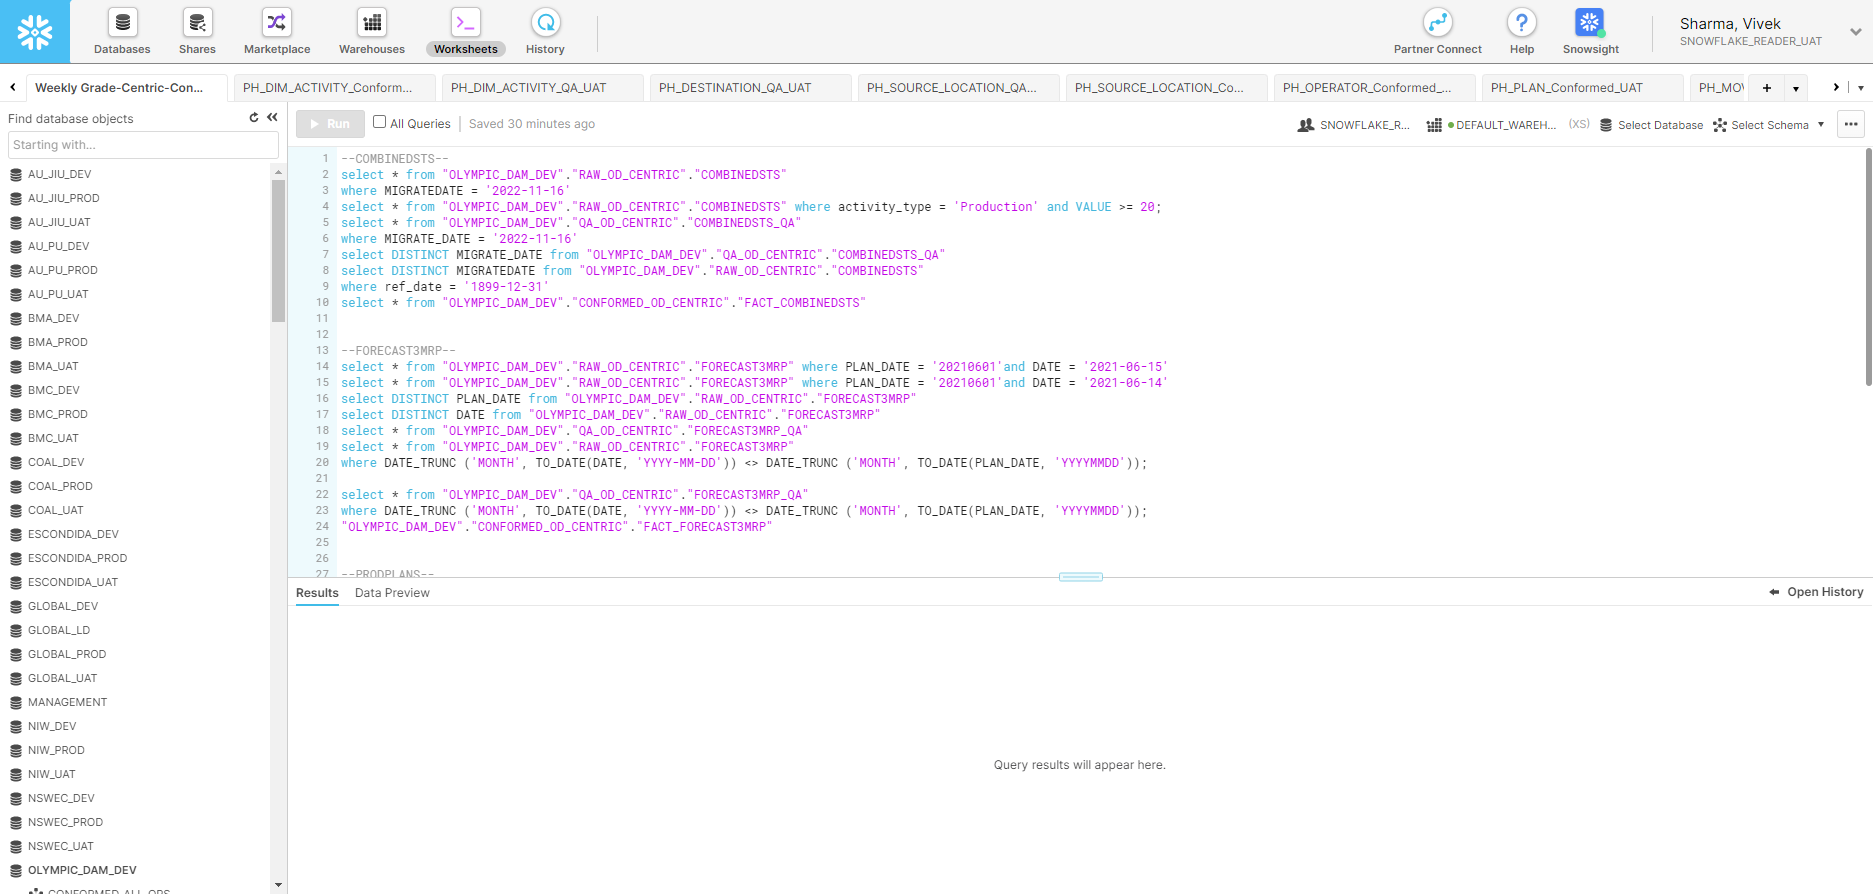 Databases
Shares
Marketplace
Warehouses
Worksheets
History
Partner Connect
Help
Snowsight
Sharma, Vivek
SNOWFLAKE_READER_UAT
Weekly Grade-Centric-Con...
PH_DIM_ACTIVITY_Conform...
PH_DIM_ACTIVITY_QA_UAT
PH_DESTINATION_QA_UAT
PH_SOURCE_LOCATION_QA...
PH_SOURCE_LOCATION_Co...
PH_OPERATOR_Conformed_...
PH_PLAN_Conformed_UAT
PH_MOV
Find database objects
Starting with...
AU_JIU_DEV
AU_JIU_PROD
AU_JIU_UAT
AU_PU_DEV
AU_PU_PROD
AU_PU_UAT
BMA_DEV
BMA_PROD
BMA_UAT
BMC_DEV
BMC_PROD
BMC_UAT
COAL_DEV
COAL_PROD
COAL_UAT
ESCONDIDA_DEV
ESCONDIDA_PROD
ESCONDIDA_UAT
GLOBAL_DEV
GLOBAL_LD
GLOBAL_PROD
GLOBAL_UAT
MANAGEMENT
NIW_DEV
NIW_PROD
NIW_UAT
NSWEC_DEV
NSWEC_PROD
NSWEC_UAT
OLYMPIC_DAM_DEV
CONFORMED_ALL_OPS
Run
All Queries
Saved 30 minutes ago
SNOWFLAKE_R...
DEFAULT_WAREH...
(XS)
Select Database
Select Schema
1 --COMBINEDSTS--
2 select * from "OLYMPIC_DAM_DEV"."RAW_OD_CENTRIC"."COMBINEDSTS"
3 where MIGRATEDATE = '2022-11-16'
4 select * from "OLYMPIC_DAM_DEV"."RAW_OD_CENTRIC"."COMBINEDSTS" where activity_type = 'Production' and VALUE >= 20;
5 select * from "OLYMPIC_DAM_DEV"."QA_OD_CENTRIC"."COMBINEDSTS_QA"
6 where MIGRATE_DATE = '2022-11-16'
7 select DISTINCT MIGRATE_DATE from "OLYMPIC_DAM_DEV"."QA_OD_CENTRIC"."COMBINEDSTS_QA"
8 select DISTINCT MIGRATEDATE from "OLYMPIC_DAM_DEV"."RAW_OD_CENTRIC"."COMBINEDSTS"
9 where ref_date = '1899-12-31'
10 select * from "OLYMPIC_DAM_DEV"."CONFORMED_OD_CENTRIC"."FACT_COMBINEDSTS"
11
12
13 --FORECAST3MRP--
14 select * from "OLYMPIC_DAM_DEV"."RAW_OD_CENTRIC"."FORECAST3MRP" where PLAN_DATE = '20210601'and DATE = '2021-06-15'
15 select * from "OLYMPIC_DAM_DEV"."RAW_OD_CENTRIC"."FORECAST3MRP" where PLAN_DATE = '20210601'and DATE = '2021-06-14'
16 select DISTINCT PLAN_DATE from "OLYMPIC_DAM_DEV"."RAW_OD_CENTRIC"."FORECAST3MRP"
17 select DISTINCT DATE from "OLYMPIC_DAM_DEV"."RAW_OD_CENTRIC"."FORECAST3MRP"
18 select * from "OLYMPIC_DAM_DEV"."QA_OD_CENTRIC"."FORECAST3MRP_QA"
19 select * from "OLYMPIC_DAM_DEV"."RAW_OD_CENTRIC"."FORECAST3MRP"
20 where DATE_TRUNC ('MONTH', TO_DATE(DATE, 'YYYY-MM-DD')) <> DATE_TRUNC ('MONTH', TO_DATE(PLAN_DATE, 'YYYYMMDD'));
21
22 select * from "OLYMPIC_DAM_DEV"."QA_OD_CENTRIC"."FORECAST3MRP_QA"
23 where DATE_TRUNC ('MONTH', TO_DATE(DATE, 'YYYY-MM-DD')) <> DATE_TRUNC ('MONTH', TO_DATE(PLAN_DATE, 'YYYYMMDD'));
24 "OLYMPIC_DAM_DEV"."CONFORMED_OD_CENTRIC"."FACT_FORECAST3MRP"
25
26
27 --PRODPLANS--
Results
Data Preview
Open History
Query results will appear here.